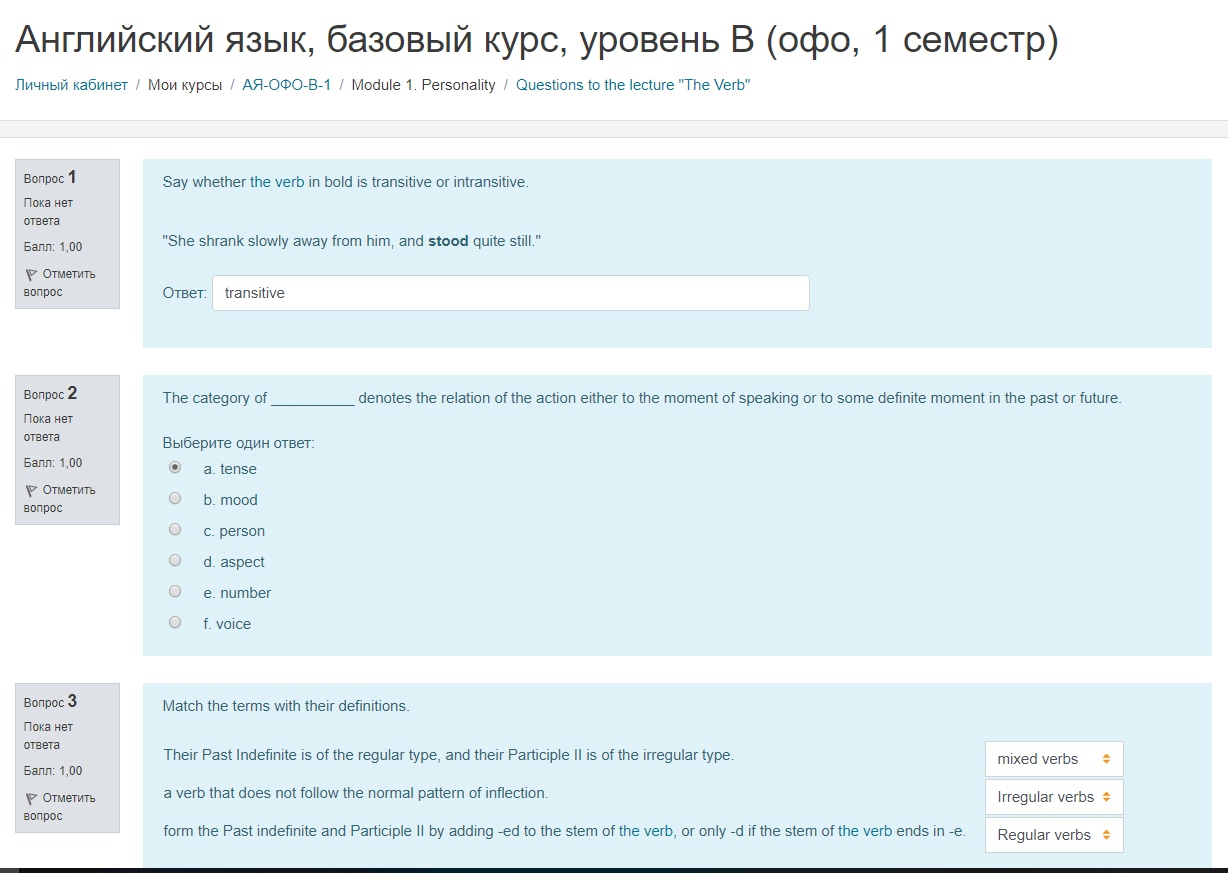 Английский язык, базовый курс, уровень В (офо, 1 семестр)
Личный кабинет / Мои курсы / АЯ-ОФО-В-1 / Module 1. Personality / Questions to the lecture "The Verb"
Вопрос 1
Пока нет
ответа
Балл: 1,00
Отметить
вопрос
Say whether the verb in bold is transitive or intransitive.
"She shrank slowly away from him, and stood quite still."
Ответ: transitive
Вопрос 2
Пока нет
ответа
Балл: 1,00
Отметить
вопрос
The category of __________ denotes the relation of the action either to the moment of speaking or to some definite moment in the past or future.
Выберите один ответ:
a. tense
b. mood
c. person
d. aspect
e. number
f. voice
Вопрос 3
Пока нет
ответа
Балл: 1,00
Отметить
вопрос
Match the terms with their definitions.
Their Past Indefinite is of the regular type, and their Participle II is of the irregular type. mixed verbs
a verb that does not follow the normal pattern of inflection. Irregular verbs
form the Past indefinite and Participle II by adding -ed to the stem of the verb, or only -d if the stem of the verb ends in -e. Regular verbs